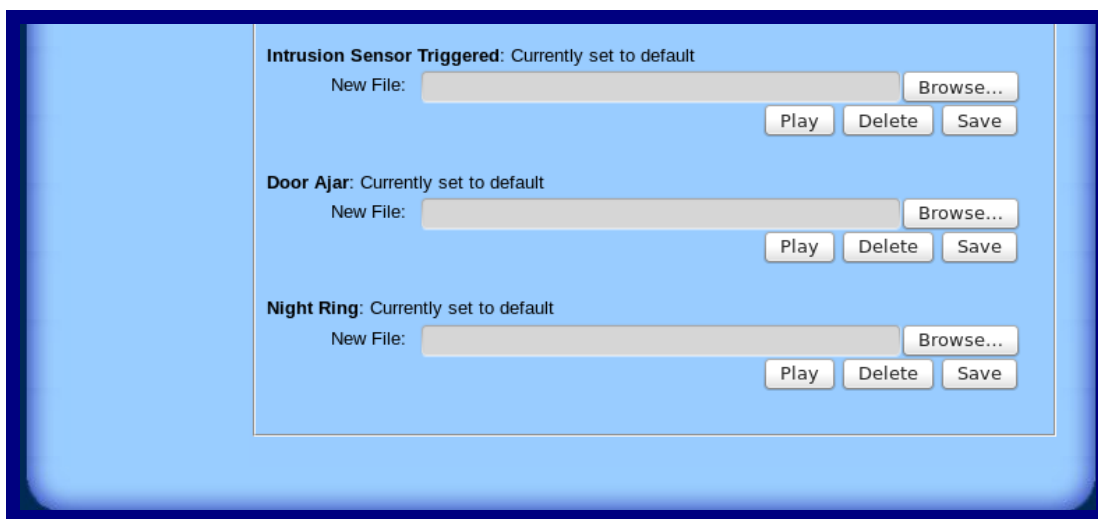 Intrusion Sensor Triggered: Currently set to default
New File: Browse...
Play Delete Save
Door Ajar: Currently set to default
New File: Browse...
Play Delete Save
Night Ring: Currently set to default
New File: Browse...
Play Delete Save